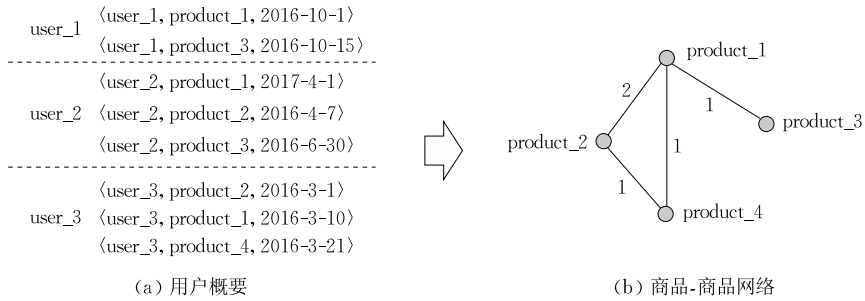 user_1
〈user_1, product_1, 2016-10-1〉
〈user_1, product_3, 2016-10-15〉
user_2
〈user_2, product_1, 2017-4-1〉
〈user_2, product_2, 2016-4-7〉
〈user_2, product_3, 2016-6-30〉
user_3
〈user_3, product_2, 2016-3-1〉
〈user_3, product_1, 2016-3-10〉
〈user_3, product_4, 2016-3-21〉
(a) 用户概要
product_1
2
1
product_3
product_2
1
1
product_4
(b) 商品-商品网络